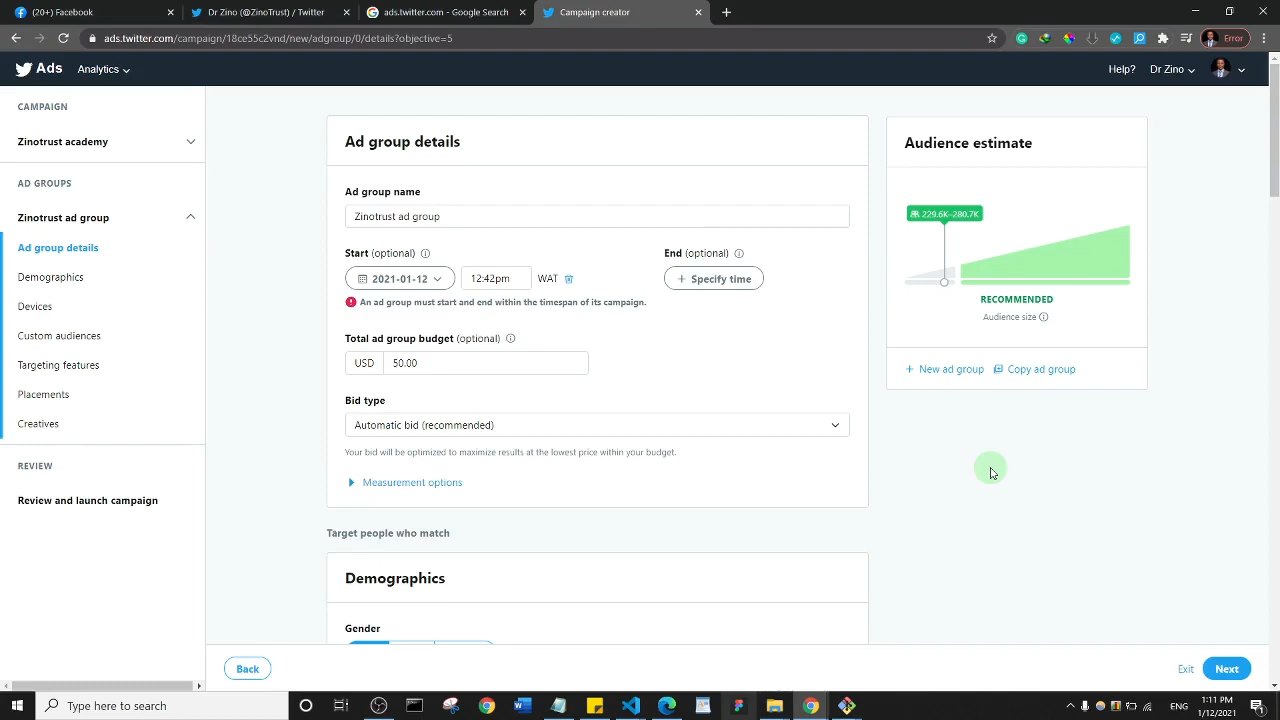 (20+) Facebook
Dr Zino (@ZinoTrust) / Twitter
ads.twitter.com - Google Search
Campaign creator
ads.twitter.com/campaign/18ce55c2vnd/new/adgroup/0/details?objective=5
Error
Ads Analytics
Help? Dr Zino
CAMPAIGN
Zinotrust academy
AD GROUPS
Zinotrust ad group
Ad group details
Demographics
Devices
Custom audiences
Targeting features
Placements
Creatives
REVIEW
Review and launch campaign
Ad group details
Ad group name
Zinotrust ad group
Start (optional)
End (optional)
2021-01-12 12:42pm WAT
+ Specify time
An ad group must start and end within the timespan of its campaign.
Total ad group budget (optional)
USD 50.00
Bid type
Automatic bid (recommended)
Your bid will be optimized to maximize results at the lowest price within your budget.
Measurement options
Target people who match
Demographics
Gender
Audience estimate
229.6K-280.7K
RECOMMENDED
Audience size
+ New ad group Copy ad group
Back
Exit Next
Type here to search
1:11 PM
1/12/2021